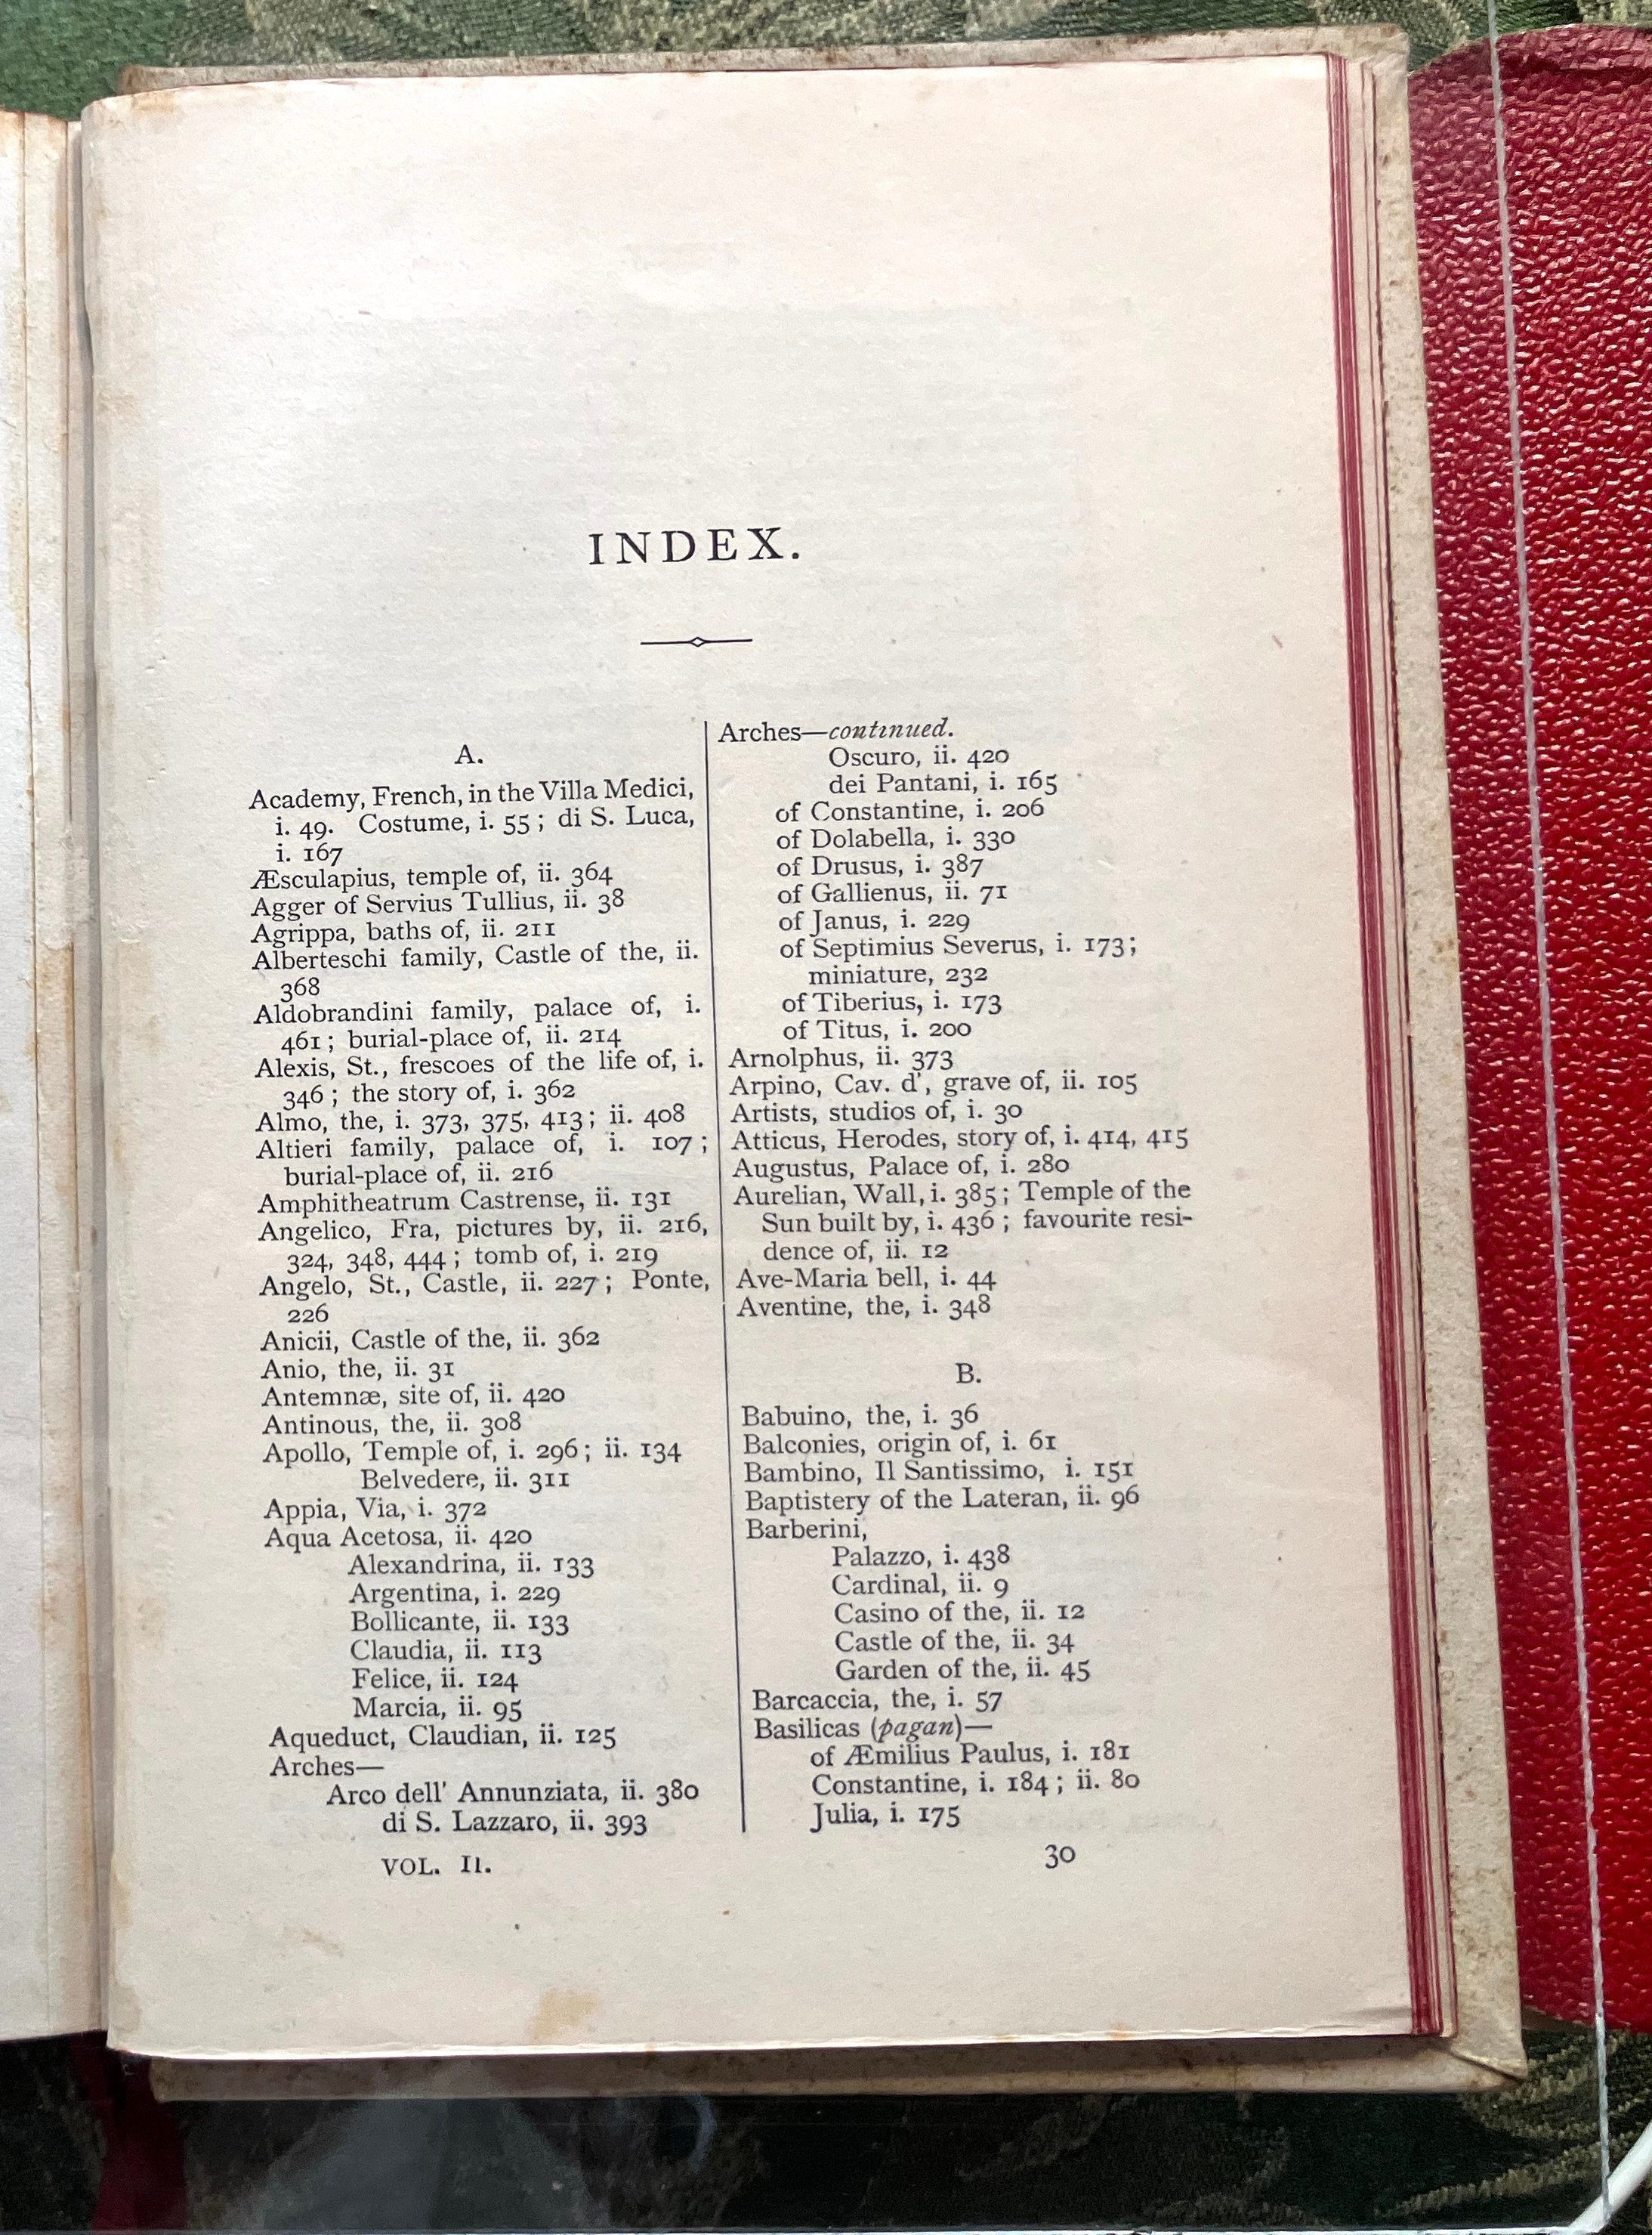 INDEX.
A.
Academy, French, in the Villa Medici,
i. 49. Costume, i. 55; di S. Luca,
i. 167
Æsculapius, temple of, ii. 364
Agger of Servius Tullius, ii. 38
Agrippa, baths of, ii. 211
Alberteschi family, Castle of the, ii.
368
Aldobrandini family, palace of, i.
461; burial-place of, ii. 214
Alexis, St., frescoes of the life of, i.
346; the story of, i. 362
Almo, the, i. 373, 375, 413; ii. 408
Altieri family, palace of, i. 107;
burial-place of, ii. 216
Amphitheatrum Castrense, ii. 131
Angelico, Fra, pictures by, ii. 216,
324, 348, 444; tomb of, i. 219
Angelo, St., Castle, ii. 227; Ponte,
226
Anicii, Castle of the, ii. 362
Anio, the, ii. 31
Antemnæ, site of, ii. 420
Antinous, the, ii. 308
Apollo, Temple of, i. 296; ii. 134
Belvedere, ii. 311
Appia, Via, i. 372
Aqua Acetosa, ii. 420
Alexandrina, ii. 133
Argentina, i. 229
Bollicante, ii. 133
Claudia, ii. 113
Felice, ii. 124
Marcia, ii. 95
Aqueduct, Claudian, ii. 125
Arches—
Arco dell' Annunziata, ii. 380
di S. Lazzaro, ii. 393
Arches—continued.
Oscuro, ii. 420
dei Pantani, i. 165
of Constantine, i. 206
of Dolabella, i. 330
of Drusus, i. 387
of Gallienus, ii. 71
of Janus, i. 229
of Septimius Severus, i. 173;
miniature, 232
of Tiberius, i. 173
of Titus, i. 200
Arnolphus, ii. 373
Arpino, Cav. d', grave of, ii. 105
Artists, studios of, i. 30
Atticus, Herodes, story of, i. 414, 415
Augustus, Palace of, i. 280
Aurelian, Wall, i. 385; Temple of the
Sun built by, i. 436; favourite resi-
dence of, ii. 12
Ave-Maria bell, i. 44
Aventine, the, i. 348
B.
Babuino, the, i. 36
Balconies, origin of, i. 61
Bambino, Il Santissimo, i. 151
Baptistery of the Lateran, ii. 96
Barberini,
Palazzo, i. 438
Cardinal, ii. 9
Casino of the, ii. 12
Castle of the, ii. 34
Garden of the, ii. 45
Barcaccia, the, i. 57
Basilicas (pagan)—
of Æmilius Paulus, i. 181
Constantine, i. 184; ii. 80
Julia, i. 175
VOL. II. 30